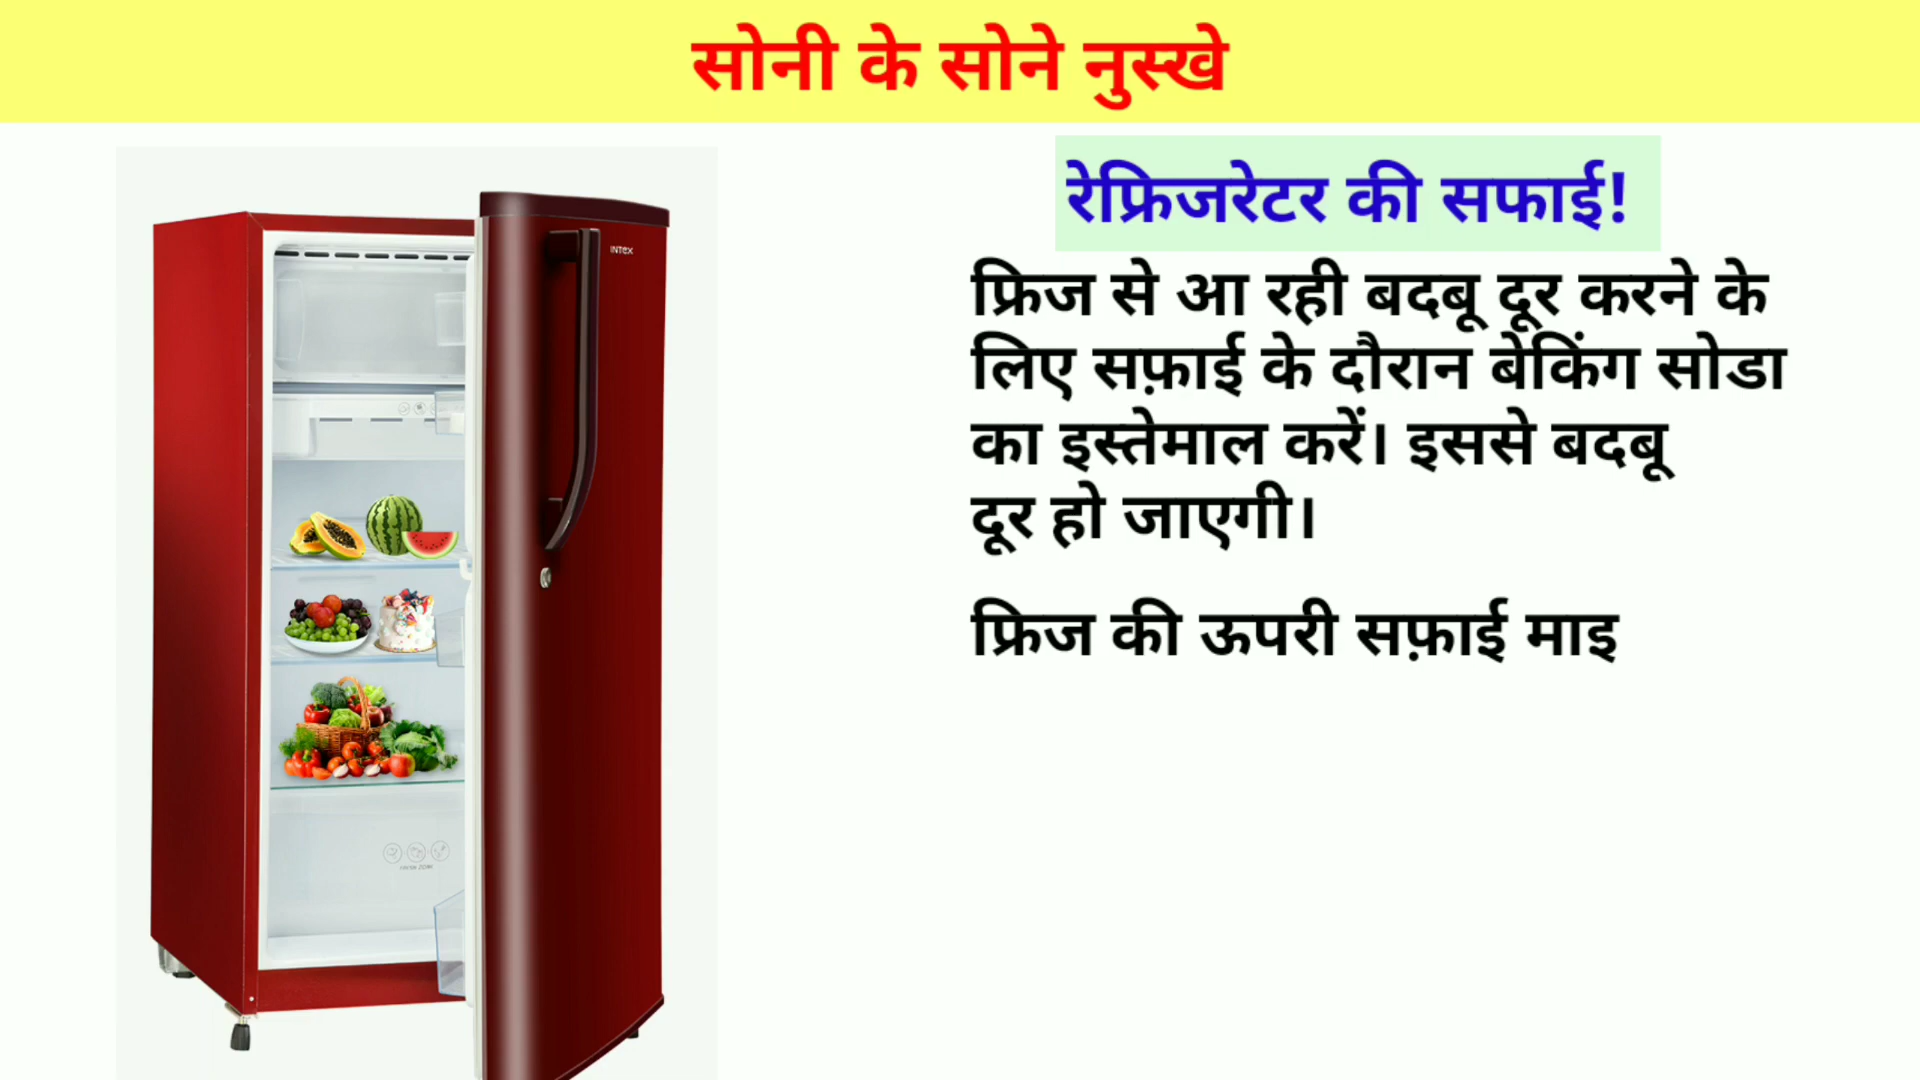 सोनी के सोने नुस्खे
रेफ्रिजरेटर की सफाई!
INTEX
फ्रिज से आ रही बदबू दूर करने के
लिए सफ़ाई के दौरान बेकिंग सोडा
का इस्तेमाल करें। इससे बदबू
दूर हो जाएगी।
फ्रिज की ऊपरी सफ़ाई माइ